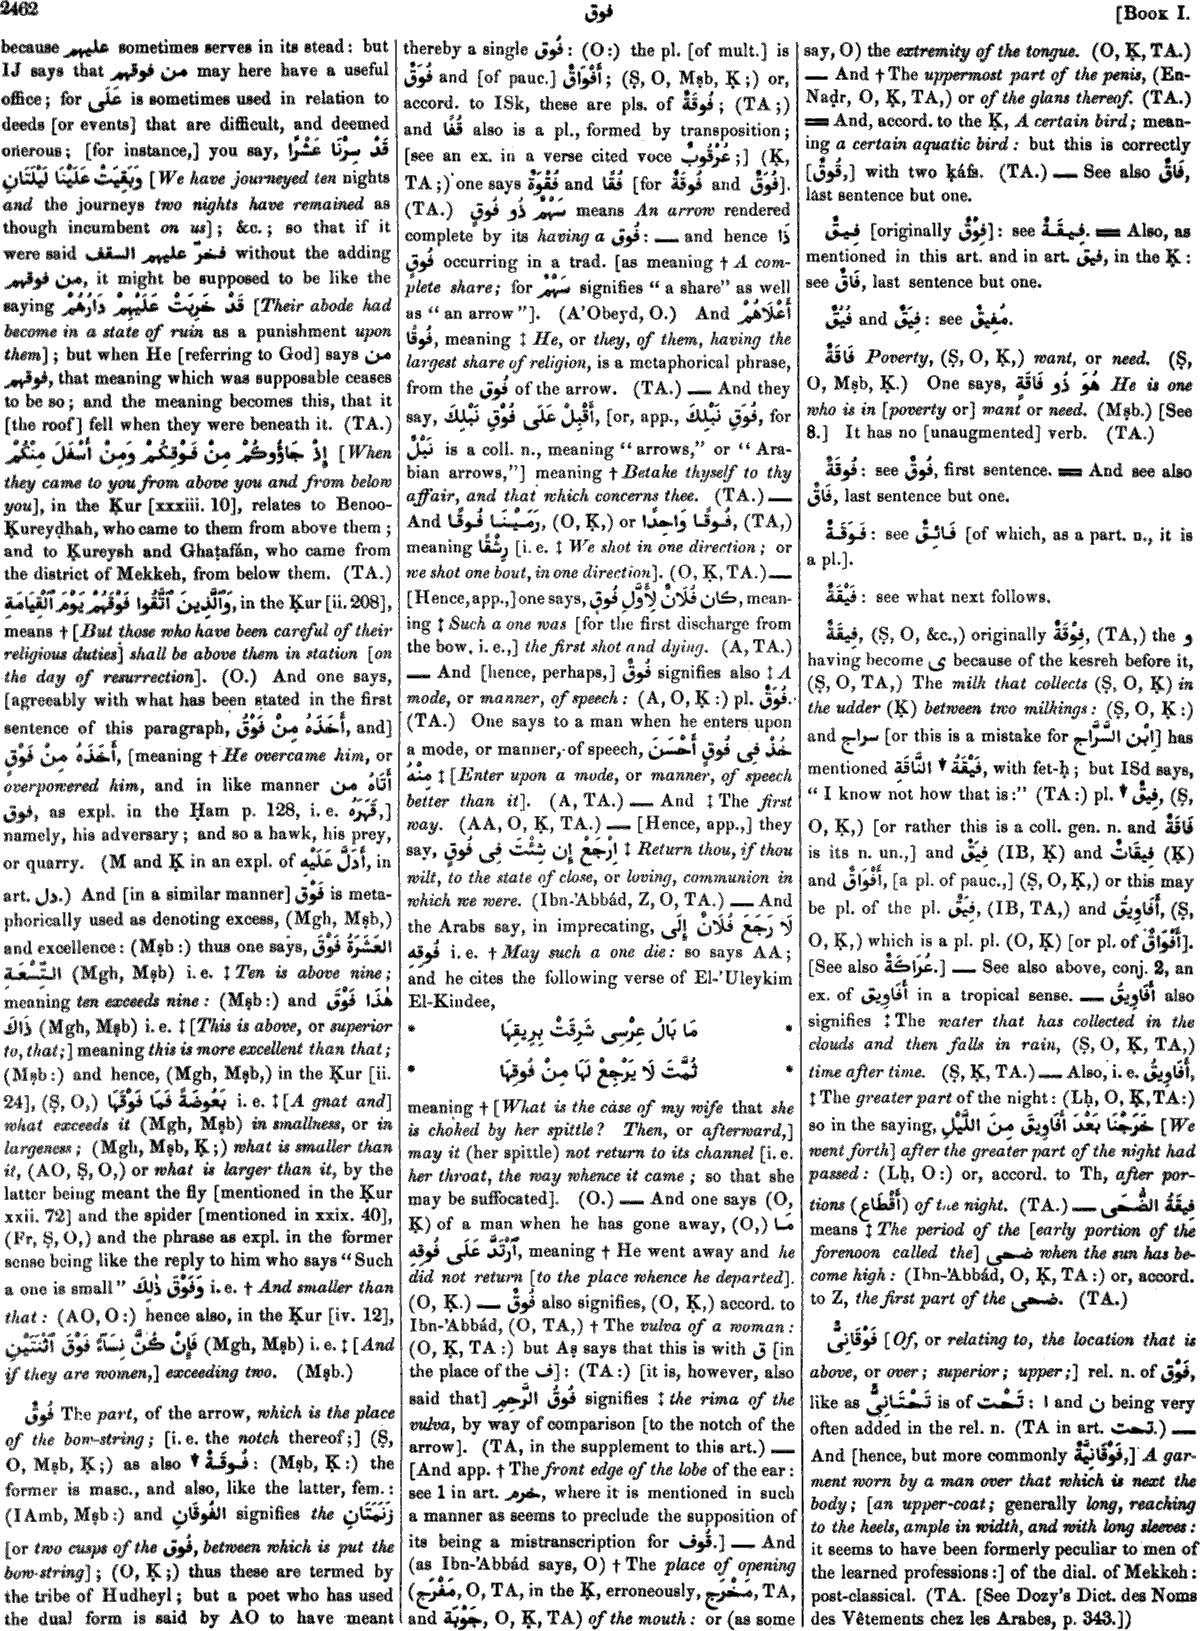 2462
فوق
[BOOK I.
because عليهم sometimes serves in its stead: but
IJ says that من فوقهم may here have a useful
office; for عَلَى is sometimes used in relation to
deeds [or events] that are difficult, and deemed
onerous; [for instance,] you say, قَدْ سِرْنَا عَشْرًا
وَبَقِيَتْ عَلَيْنَا لَيْلَتَانِ [We have journeyed ten nights
and the journeys two nights have remained as
though incumbent on us]; &c.; so that if it
were said فخرّ عليهم السقف without the adding
من فوقهم, it might be supposed to be like the
saying قَدْ خَرِبَتْ عَلَيْهِمْ دَارُهُمْ [Their abode had
become in a state of ruin as a punishment upon
them]; but when He [referring to God] says من
فوقهم, that meaning which was supposable ceases
to be so; and the meaning becomes this, that it
[the roof] fell when they were beneath it. (TA.)
إِذْ جَاؤُوكُمْ مِنْ فَوْقِكُمْ وَمِنْ أَسْفَلَ مِنْكُمْ [When
they came to you from above you and from below
you], in the Ḳur [xxxiii. 10], relates to Benoo-
Ḳureyḍhah, who came to them from above them;
and to Ḳureysh and Ghaṭafán, who came from
the district of Mekkeh, from below them. (TA.)
وَٱلَّذِينَ ٱتَّقَوْا فَوْقَهُمْ يَوْمَ ٱلْقِيَامَةِ, in the Ḳur [ii. 208],
means † [But those who have been careful of their
religious duties] shall be above them in station [on
the day of resurrection]. (O.) And one says,
[agreeably with what has been stated in the first
sentence of this paragraph, أَخَذَهُ مِنْ فَوْقُ, and]
أَخَذَهُ مِنْ فَوْقٍ, [meaning † He overcame him, or
overpowered him, and in like manner أَتَاهُ من
فوق, as expl. in the Ḥam p. 128, i. e. قَهَرَهُ,]
namely, his adversary; and so a hawk, his prey,
or quarry. (M and Ḳ in an expl. of أَدَلَّ عَلَيْهِ, in
art. دل.) And [in a similar manner] فَوْق is meta-
phorically used as denoting excess, (Mgh, Mṣb,)
and excellence: (Mṣb:) thus one says, العَشَرَةُ فَوْقَ
التِّسْعَةِ (Mgh, Mṣb) i. e. ‡ Ten is above nine;
meaning ten exceeds nine: (Mṣb:) and هٰذَا فَوْقَ
ذَاكَ (Mgh, Mṣb) i. e. ‡ [This is above, or superior
to, that;] meaning this is more excellent than that;
(Mṣb:) and hence, (Mgh, Mṣb,) in the Ḳur [ii.
24], (Ṣ, O,) بَعُوضَةً فَمَا فَوْقَهَا i. e. ‡ [A gnat and]
what exceeds it (Mgh, Mṣb) in smallness, or in
largeness; (Mgh, Mṣb, Ḳ;) what is smaller than
it, (AO, Ṣ, O,) or what is larger than it, by the
latter being meant the fly [mentioned in the Ḳur
xxii. 72] and the spider [mentioned in xxix. 40],
(Fr, Ṣ, O,) and the phrase as expl. in the former
sense being like the reply to him who says "Such
a one is small" وَفَوْقَ ذٰلِكَ i. e. † And smaller than
that: (AO, O:) hence also, in the Ḳur [iv. 12],
فَإِنْ كُنَّ نِسَآءً فَوْقَ ٱثْنَتَيْنِ (Mgh, Mṣb) i. e. ‡ [And
if they are women,] exceeding two. (Mṣb.)
فُوقٌ The part, of the arrow, which is the place
of the bow-string; [i. e. the notch thereof;] (Ṣ,
O, Mṣb, Ḳ;) as also ▼ فُوقَةٌ: (Mṣb, Ḳ:) the
former is masc., and also, like the latter, fem.:
(IAmb, Mṣb:) and الفُوقَانِ signifies the زَنَمَتَانِ
[or two cusps of the فُوق, between which is put the
bow-string]; (O, Ḳ;) thus these are termed by
the tribe of Hudheyl; but a poet who has used
the dual form is said by AO to have meant
thereby a single فُوق: (O:) the pl. [of mult.] is
فُوَقٌ and [of pauc.] أَفْوَاقٌ; (Ṣ, O, Mṣb, Ḳ;) or,
accord. to ISk, these are pls. of فُوقَةٌ; (TA;)
and فُقًا also is a pl., formed by transposition;
[see an ex. in a verse cited voce عُرْقُوبٌ;] (Ḳ,
TA;) one says فُقًا and فُقْوَةٌ [for فُوقَةٌ and فُوَقٌ].
(TA.) سَهْمٌ ذُو فُوقٍ means An arrow rendered
complete by its having a فُوق: — and hence ذَا
فُوقٍ occurring in a trad. [as meaning † A com-
plete share; for سَهْمٌ signifies "a share" as well
as "an arrow"]. (A'Obeyd, O.) And أَعْلَاهُمْ
فُوقًا, meaning ‡ He, or they, of them, having the
largest share of religion, is a metaphorical phrase,
from the فُوق of the arrow. (TA.) — And they
say, أَقْبِلْ عَلَى فُوْقِ نَبْلِكَ, [or, app., فُوَقِ نَبْلِكَ, for
نَبْلٌ is a coll. n., meaning "arrows," or "Ara-
bian arrows,"] meaning † Betake thyself to thy
affair, and that which concerns thee. (TA.) —
And رَمَيْنَا فُوقًا, (O, Ḳ,) or فُوقًا وَاحِدًا, (TA,)
meaning رِشْقًا [i. e. ‡ We shot in one direction; or
we shot one bout, in one direction]. (O, Ḳ, TA.) —
[Hence, app.,] one says, كَانَ فُلَانٌ لِأَوَّلِ فُوقٍ, mean-
ing ‡ Such a one was [for the first discharge from
the bow, i. e.,] the first shot and dying. (A, TA.)
— And [hence, perhaps,] فُوقٌ signifies also ‡ A
mode, or manner, of speech: (A, O, Ḳ:) pl. فُوَقٌ.
(TA.) One says to a man when he enters upon
a mode, or manner, of speech, خُذْ فِى فُوقٍ أَحْسَنَ
مِنْهُ ‡ [Enter upon a mode, or manner, of speech
better than it]. (A, TA.) — And ‡ The first
way. (AA, O, Ḳ, TA.) — [Hence, app.,] they
say, اِرْجَعْ إِن شِئْتَ فِى فُوقٍ ‡ Return thou, if thou
wilt, to the state of close, or loving, communion in
which we were. (Ibn-'Abbád, Z, O, TA.) — And
the Arabs say, in imprecating, لَا رَجَعَ فُلَانٌ إِلَى
فُوقِهِ i. e. † May such a one die: so says AA;
and he cites the following verse of El-'Uleykim
El-Kindee,
* مَا بَالُ عِرْسِى شَرِقَتْ بِرِيقِهَا *
* ثُمَّتَ لَا يَرْجِعْ لَهَا مِنْ فُوقِهَا *
meaning † [What is the case of my wife that she
is choked by her spittle? Then, or afterward,]
may it (her spittle) not return to its channel [i. e.
her throat, the way whence it came; so that she
may be suffocated]. (O.) — And one says (O,
Ḳ) of a man when he has gone away, (O,) مَا
ٱرْتَدَّ عَلَى فُوقِهِ, meaning † He went away and he
did not return [to the place whence he departed].
(O, Ḳ.) — فُوقٌ also signifies, (O, Ḳ,) accord. to
Ibn-'Abbád, (O, TA,) † The vulva of a woman:
(O, Ḳ, TA:) but Aṣ says that this is with ق [in
the place of the ف]: (TA:) [it is, however, also
said that] فُوقُ الرَّحِمِ signifies ‡ the rima of the
vulva, by way of comparison [to the notch of the
arrow]. (TA, in the supplement to this art.) —
[And app. † The front edge of the lobe of the ear:
see 1 in art. خرم, where it is mentioned in such
a manner as seems to preclude the supposition of
its being a mistranscription for قُوف.] — And
(as Ibn-'Abbád says, O) † The place of opening
(مَفْرَج, O, TA, in the Ḳ, erroneously, مَخْرَج, TA,
and جَوْبَة, O, Ḳ, TA) of the mouth: or (as some
say, O) the extremity of the tongue. (O, Ḳ, TA.)
— And † The uppermost part of the penis, (En-
Naḍr, O, Ḳ, TA,) or of the glans thereof. (TA.)
═ And, accord. to the Ḳ, A certain bird; mean-
ing a certain aquatic bird: but this is correctly
[قُوقٌ,] with two ḳáfs. (TA.) — See also فَاقٌ,
last sentence but one.
فِيقٌ [originally فِوْقٌ]: see فِيقَةٌ. ═ Also, as
mentioned in this art. and in art. فيق, in the Ḳ:
see فَاقٌ, last sentence but one.
فُيُقٌ and فِيَقٌ: see مُفِيقٌ.
فَاقَةٌ Poverty, (Ṣ, O, Ḳ,) want, or need. (Ṣ,
O, Mṣb, Ḳ.) One says, هُوَ ذُو فَاقَةٍ He is one
who is in [poverty or] want or need. (Mṣb.) [See
8.] It has no [unaugmented] verb. (TA.)
فُوقَةٌ: see فُوقٌ, first sentence. ═ And see also
فَاقٌ, last sentence but one.
فَوَقَةٌ: see فَائِقٌ [of which, as a part. n., it is
a pl.].
فَيْقَةٌ: see what next follows.
فِيقَةٌ, (Ṣ, O, &c.,) originally فِوْقَةٌ, (TA,) the و
having become ى because of the kesreh before it,
(Ṣ, O, TA,) The milk that collects (Ṣ, O, Ḳ) in
the udder (Ḳ) between two milkings: (Ṣ, O, Ḳ:)
and سراج [or this is a mistake for اِبْن السَّرَّاج] has
mentioned فَيْقَةُ ▼ النَّاقَةِ, with fet-ḥ; but ISd says,
"I know not how that is:" (TA:) pl. ▼ فِيقٌ, (Ṣ,
O, Ḳ,) [or rather this is a coll. gen. n. and فَاقَةٌ
is its n. un.,] and فِيَقٌ (IB, Ḳ) and فِيقَاتٌ (Ḳ)
and أَفْوَاقٌ, [a pl. of pauc.,] (Ṣ, O, Ḳ,) or this may
be pl. of the pl. فِيَقٌ, (IB, TA,) and أَفَاوِيقُ, (Ṣ,
O, Ḳ,) which is a pl. pl. (O, Ḳ) [or pl. of أَفْوَاقٌ].
[See also عُرَاكَةٌ.] — See also above, conj. 2, an
ex. of أَفَاوِيق in a tropical sense. — أَفَاوِيقُ also
signifies ‡ The water that has collected in the
clouds and then falls in rain, (Ṣ, O, Ḳ, TA,)
time after time. (Ṣ, Ḳ, TA.) — Also, i. e. أَفَاوِيقُ,
‡ The greater part of the night: (Lḥ, O, Ḳ, TA:)
so in the saying, خَرَجْنَا بَعْدَ أَفَاوِيقَ مِنَ اللَّيْلِ [We
went forth] after the greater part of the night had
passed: (Lḥ, O:) or, accord. to Th, after por-
tions (أَقْطَاع) of the night. (TA.) — فِيقَةُ الضُّحَى
means ‡ The period of the [early portion of the
forenoon called the] ضحى when the sun has be-
come high: (Ibn-'Abbád, O, Ḳ, TA:) or, accord.
to Z, the first part of the ضحى. (TA.)
فَوْقَانِىٌّ [Of, or relating to, the location that is
above, or over; superior; upper;] rel. n. of فَوْق,
like as تَحْتَانِىٌّ is of تَحْت: ا and ن being very
often added in the rel. n. (TA in art. تحت.) —
And [hence, but more commonly فَوْقَانِيَّةٌ,] A gar-
ment worn by a man over that which is next the
body; [an upper-coat; generally long, reaching
to the heels, ample in width, and with long sleeves:
it seems to have been formerly peculiar to men of
the learned professions:] of the dial. of Mekkeh:
post-classical. (TA. [See Dozy's Dict. des Noms
des Vêtements chez les Arabes, p. 343.])